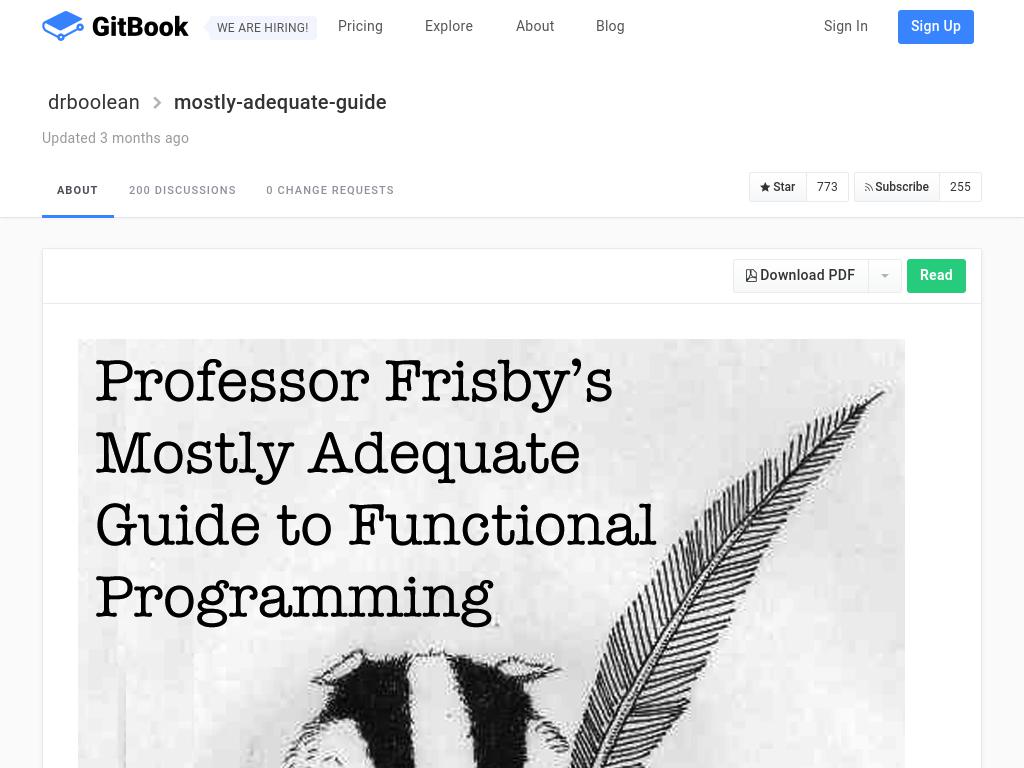 GitBook WE ARE HIRING! Pricing Explore About Blog Sign In Sign Up
drboolean mostly-adequate-guide
Updated 3 months ago
ABOUT 200 DISCUSSIONS 0 CHANGE REQUESTS Star 773 Subscribe 255
Download PDF Read
Professor Frisby’s
Mostly Adequate
Guide to Functional
Programming